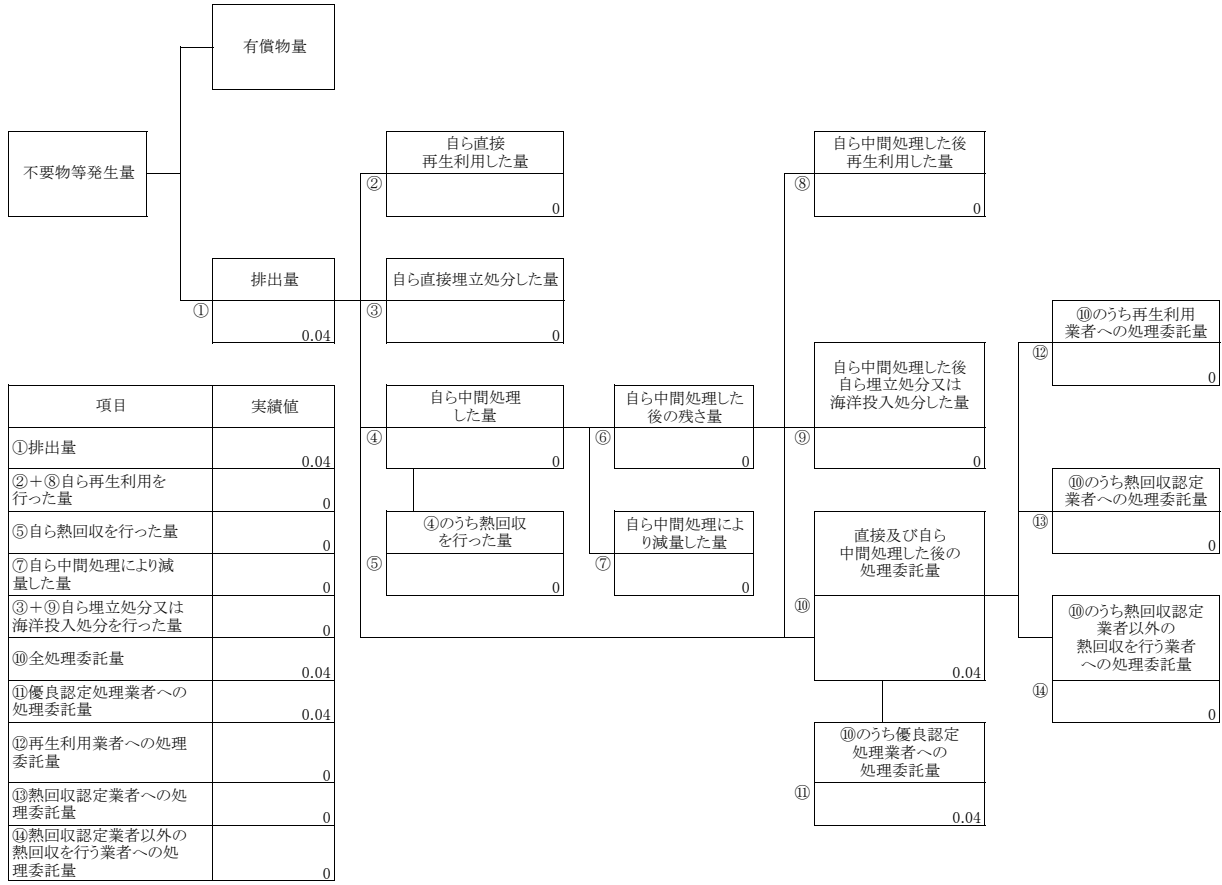 有償物量
不要物等発生量
自ら直接
再生利用した量
②
0
自ら中間処理した後
再生利用した量
⑧
0
排出量
①
0.04
自ら直接埋立処分した量
③
0
⑩のうち再生利用
業者への処理委託量
⑫
0
自ら中間処理
した量
④
0
自ら中間処理した
後の残さ量
⑥
0
自ら中間処理した後
自ら埋立処分又は
海洋投入処分した量
⑨
0
⑩のうち熱回収認定
業者への処理委託量
⑬
0
④のうち熱回収
を行った量
⑤
0
自ら中間処理によ
り減量した量
⑦
0
直接及び自ら
中間処理した後の
処理委託量
⑩
0.04
⑩のうち熱回収認定
業者以外の
熱回収を行う業者
への処理委託量
⑭
0
⑩のうち優良認定
処理業者への
処理委託量
⑪
0.04
項目 実績値
①排出量
0.04
②+⑧自ら再生利用を
行った量
0
⑤自ら熱回収を行った量
0
⑦自ら中間処理により減
量した量
0
③+⑨自ら埋立処分又は
海洋投入処分を行った量
0
⑩全処理委託量
0.04
⑪優良認定処理業者への
処理委託量
0.04
⑫再生利用業者への処理
委託量
0
⑬熱回収認定業者への処
理委託量
0
⑭熱回収認定業者以外の
熱回収を行う業者への処
理委託量
0